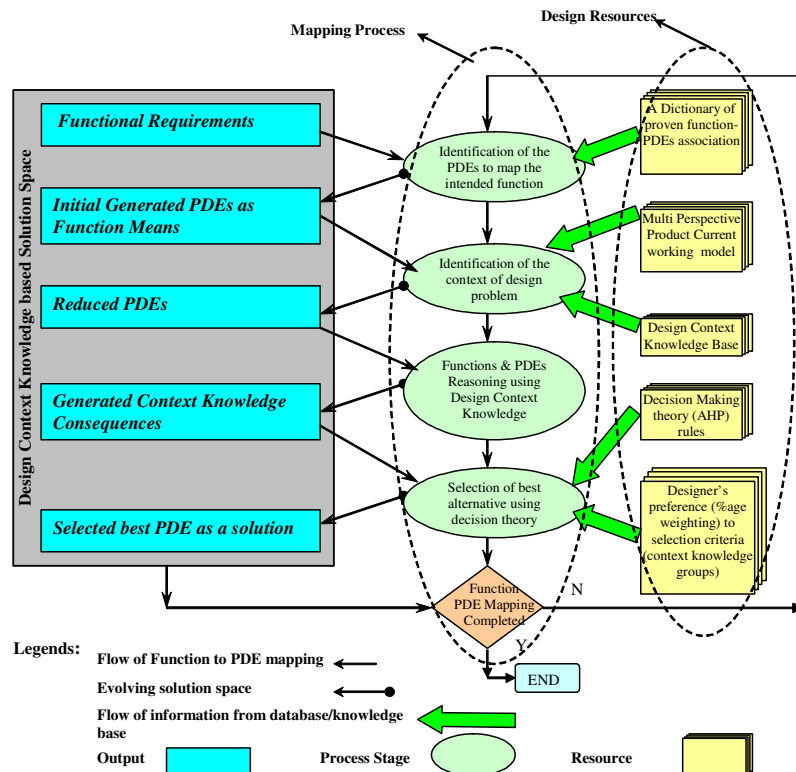 Mapping Process
Design Resources
Design Context Knowledge based Solution Space
Functional Requirements
Initial Generated PDEs as
Function Means
Reduced PDEs
Generated Context Knowledge
Consequences
Selected best PDE as a solution
Identification of the
PDEs to map the
intended function
Identification of the
context of design
problem
Functions & PDEs
Reasoning using
Design Context
Knowledge
Selection of best
alternative using
decision theory
Function
PDE Mapping
Completed
N
Y
END
A Dictionary of
proven function-
PDEs association
Multi Perspective
Product Current
working model
Design Context
Knowledge Base
Decision Making
theory (AHP)
rules
Designer's
preference (%age
weighting) to
selection criteria
(context knowledge
groups)
Legends:
Flow of Function to PDE mapping
Evolving solution space
Flow of information from database/knowledge
base
Output
Process Stage
Resource